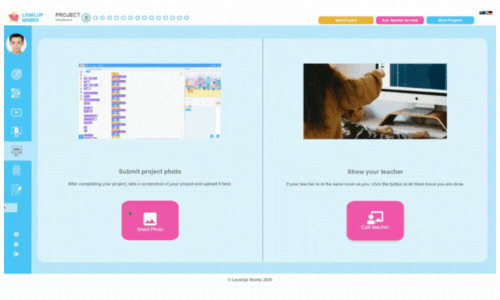 LEVELUP
WORKS
PROJECT
Start Project
Ask Teacher for help
More Projects
Submit project photo
After completing your project, take a screenshot of your project and upload it here.
Select Photo
Show your teacher
If your teacher is in the same room as you, click the button to let them know you are done.
Call Teacher
© LevelUp Works 2020